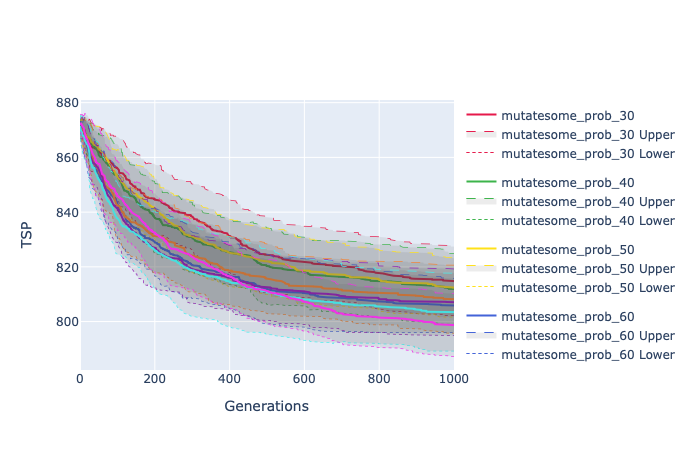 880
860
840
820
800
TSP
0
200
400
600
800
1000
Generations
mutatesome_prob_30
mutatesome_prob_30 Upper
mutatesome_prob_30 Lower
mutatesome_prob_40
mutatesome_prob_40 Upper
mutatesome_prob_40 Lower
mutatesome_prob_50
mutatesome_prob_50 Upper
mutatesome_prob_50 Lower
mutatesome_prob_60
mutatesome_prob_60 Upper
mutatesome_prob_60 Lower